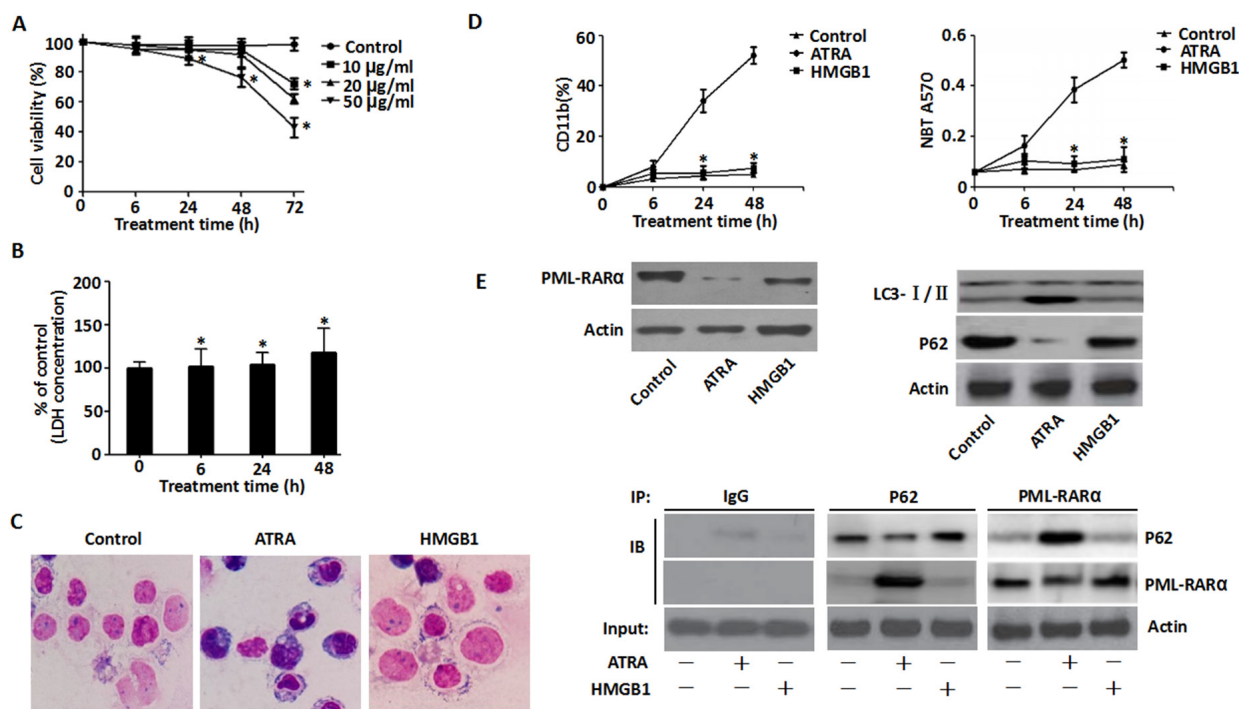 A
Cell viability (%)
100
80
60
40
20
0
0 6 24 48 72
Treatment time (h)
Control
10 µg/ml
20 µg/ml
50 µg/ml
*
*
*
*
B
% of control
(LDH concentration)
200
150
100
50
0
* * *
0 6 24 48
Treatment time (h)
C
Control ATRA HMGB1
D
CD11b(%)
60
40
20
0
0 6 24 48
Treatment time (h)
Control
ATRA
HMGB1
* *
NBT A570
0.6
0.4
0.2
0
0 6 24 48
Treatment time (h)
Control
ATRA
HMGB1
* *
E
PML-RARα
Actin
Control ATRA HMGB1
LC3- Ⅰ/Ⅱ
P62
Actin
Control ATRA HMGB1
IP: IgG P62 PML-RARα
IB
P62
PML-RARα
Input: Actin
ATRA − + − − + − − + −
HMGB1 − − + − − + − − +